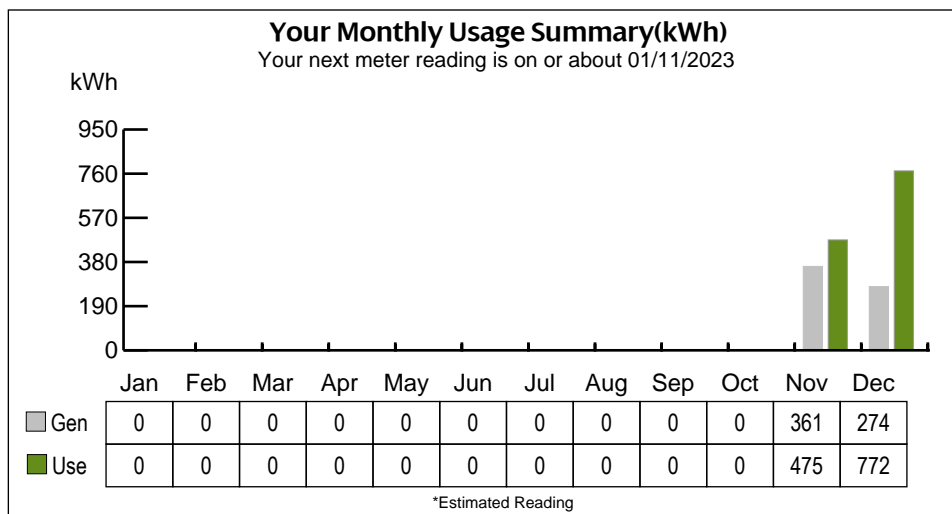 Your Monthly Usage Summary(kWh)
Your next meter reading is on or about 01/11/2023
kWh
950
760
570
380
190
0
Jan Feb Mar Apr May Jun Jul Aug Sep Oct Nov Dec
Gen 0 0 0 0 0 0 0 0 0 0 361 274
Use 0 0 0 0 0 0 0 0 0 0 475 772
*Estimated Reading